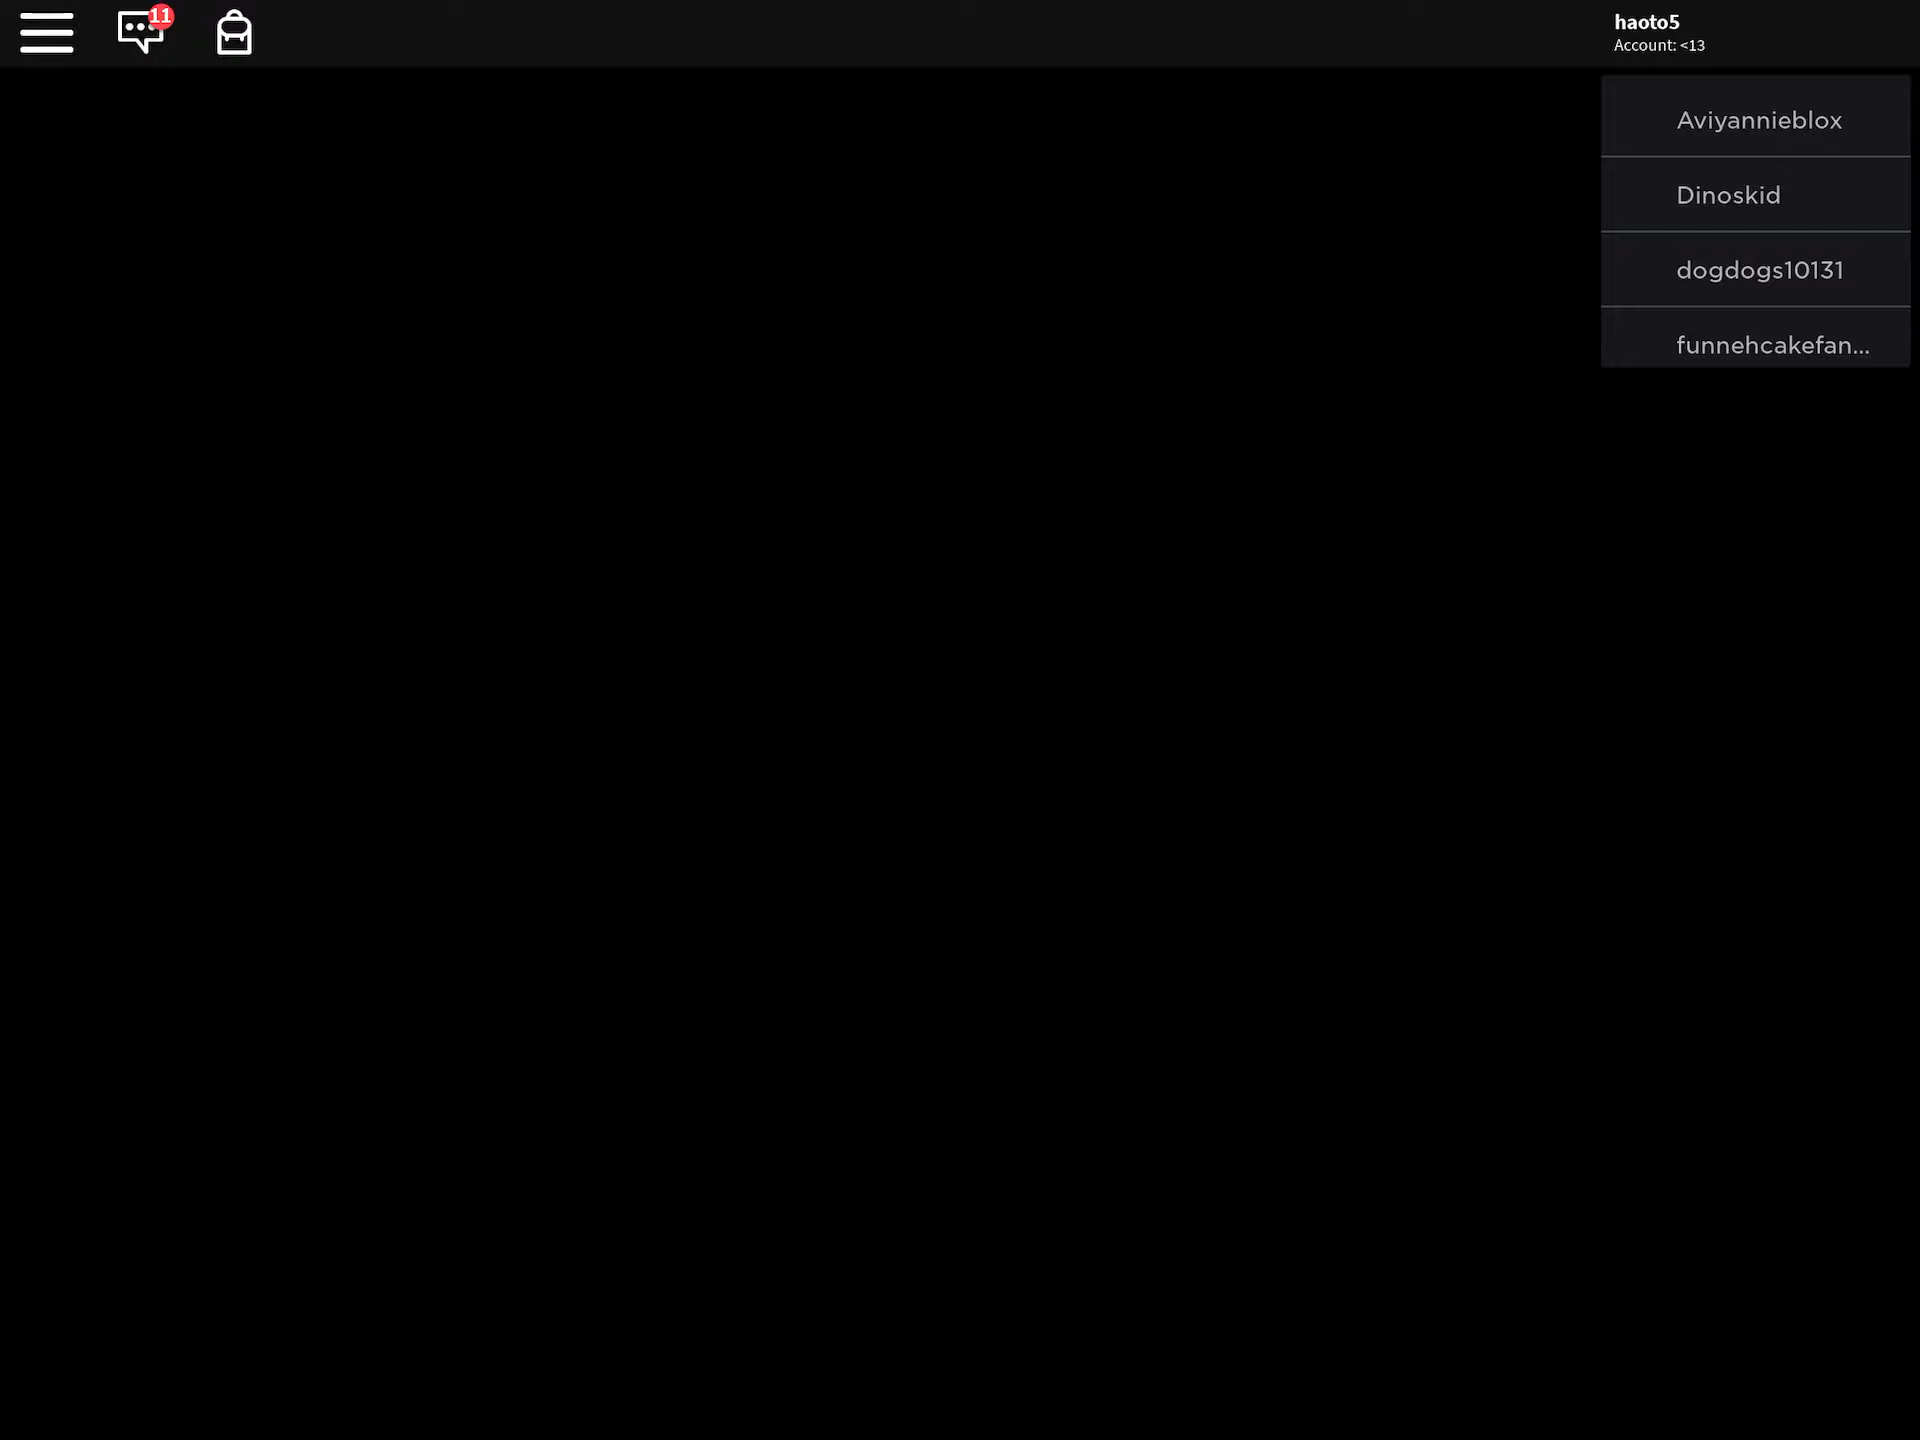 11
haoto5
Account: <13
Aviyannieblox
Dinoskid
dogdogs10131
funnehcakefan...